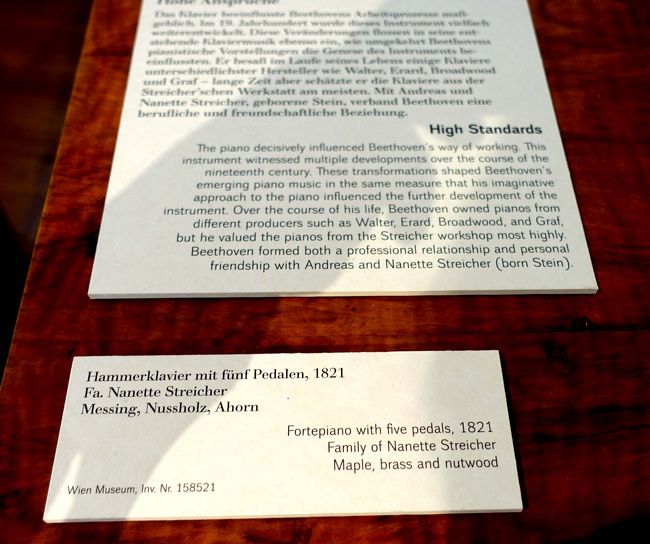 Hohe Ansprüche
Das Klavier beeinflusste Beethovens Arbeitsprozesse maß-
geblich. Im 19. Jahrhundert wurde dieses Instrument vielfach
weiterentwickelt. Diese Veränderungen flossen in seine ent-
stehende Klaviermusik ebenso ein, wie umgekehrt Beethovens
pianistische Vorstellungen die Genese des Instruments be-
einflussten. Er besaß im Laufe seines Lebens einige Klaviere
unterschiedlichster Hersteller wie Walter, Erard, Broadwood
und Graf – lange Zeit aber schätzte er die Klaviere aus der
Streicher'schen Werkstatt am meisten. Mit Andreas und
Nanette Streicher, geborene Stein, verband Beethoven eine
berufliche und freundschaftliche Beziehung.
High Standards
The piano decisively influenced Beethoven's way of working. This
instrument witnessed multiple developments over the course of the
nineteenth century. These transformations shaped Beethoven's
emerging piano music in the same measure that his imaginative
approach to the piano influenced the further development of the
instrument. Over the course of his life, Beethoven owned pianos from
different producers such as Walter, Erard, Broadwood, and Graf,
but he valued the pianos from the Streicher workshop most highly.
Beethoven formed both a professional relationship and personal
friendship with Andreas and Nanette Streicher (born Stein).
Hammerklavier mit fünf Pedalen, 1821
Fa. Nanette Streicher
Messing, Nussholz, Ahorn
Fortepiano with five pedals, 1821
Family of Nanette Streicher
Maple, brass and nutwood
Wien Museum, Inv. Nr. 158521